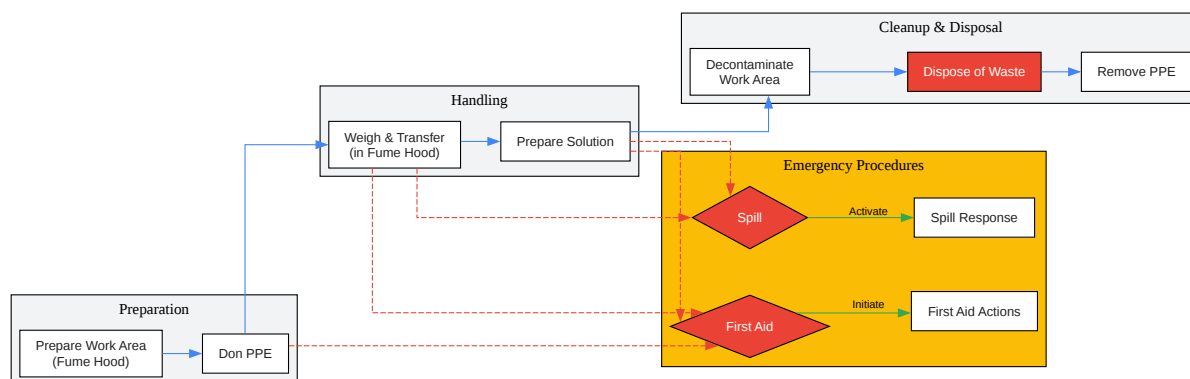 Cleanup & Disposal
Decontaminate
Work Area
Dispose of Waste
Remove PPE
Handling
Weigh & Transfer
(in Fume Hood)
Prepare Solution
Emergency Procedures
Spill
Activate
Spill Response
Preparation
Prepare Work Area
(Fume Hood)
Don PPE
First Aid
Initiate
First Aid Actions